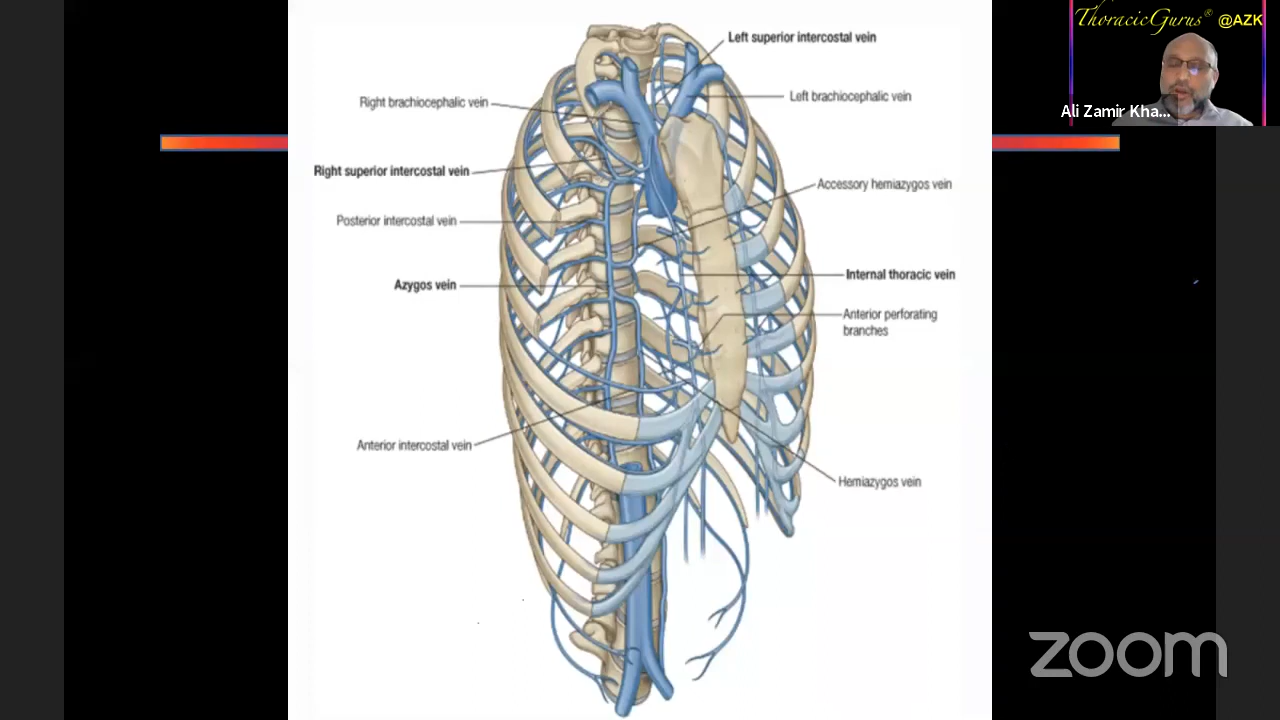 ThoracicGurus® @AZK
Ali Zamir Kha...
Left superior intercostal vein
Right brachiocephalic vein
Left brachiocephalic vein
Right superior intercostal vein
Accessory hemiazygos vein
Posterior intercostal vein
Azygos vein
Internal thoracic vein
Anterior perforating
branches
Anterior intercostal vein
Hemiazygos vein
zoom